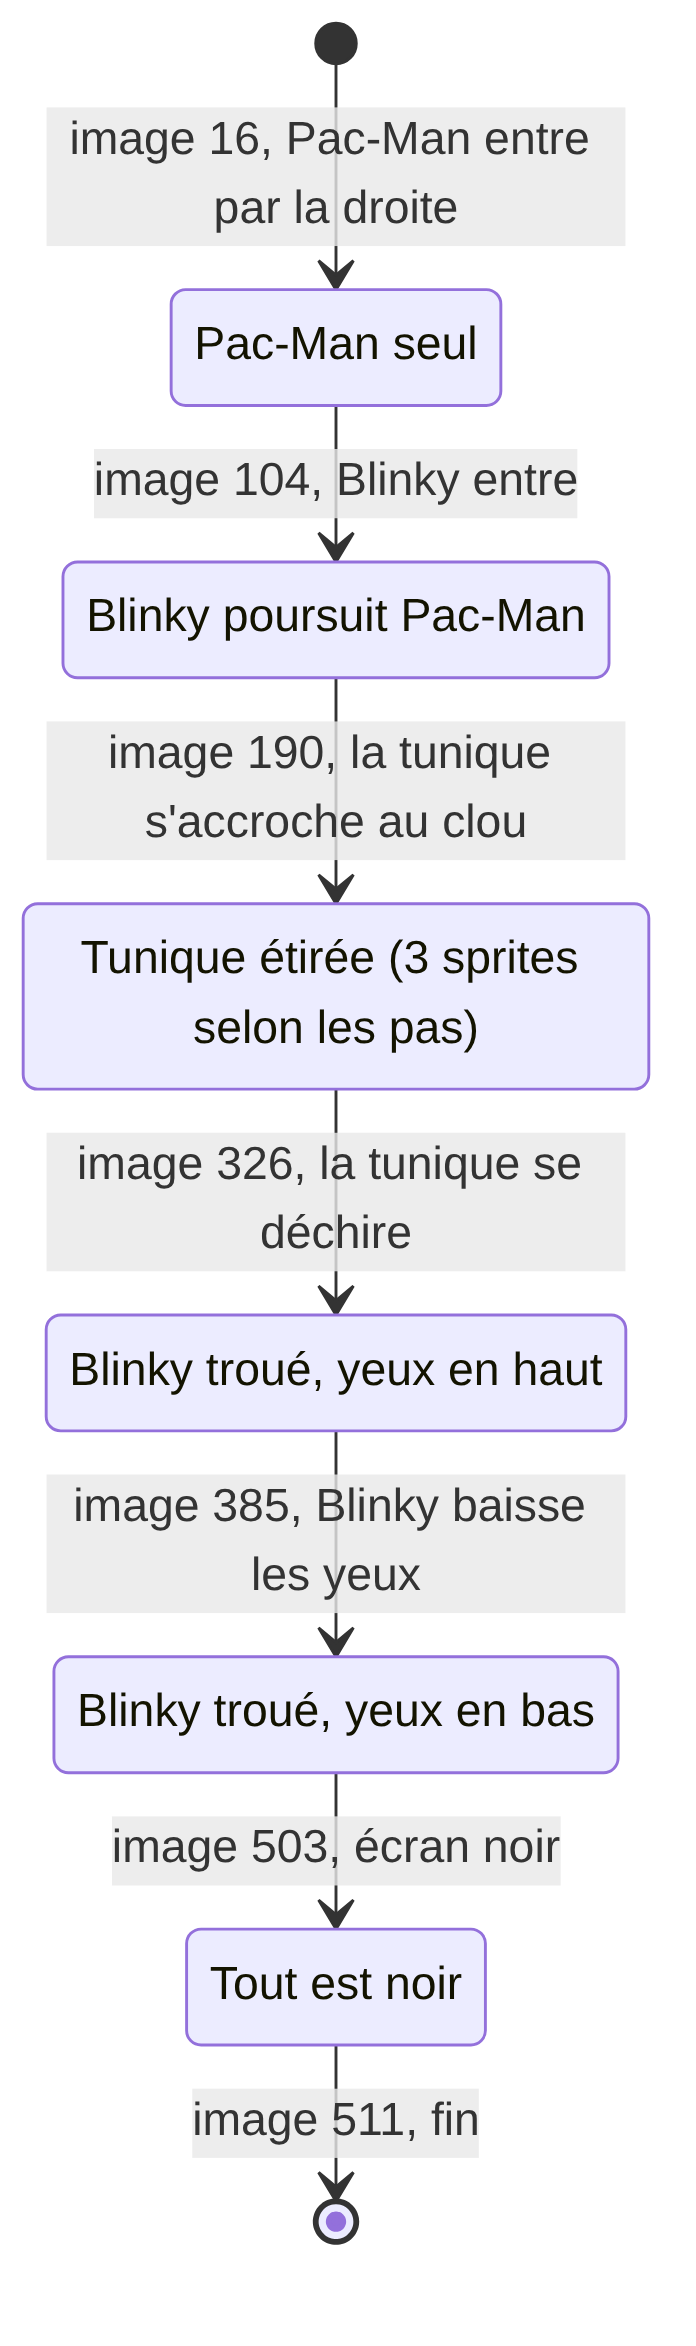 image 16, Pac-Man entre
par la droite
Pac-Man seul
image 104, Blinky entre
Blinky poursuit Pac-Man
image 190, la tunique
s'accroche au clou
Tunique étirée (3 sprites
selon les pas)
image 326, la tunique se
déchire
Blinky troué, yeux en haut
image 385, Blinky baisse
les yeux
Blinky troué, yeux en bas
image 503, écran noir
Tout est noir
image 511, fin